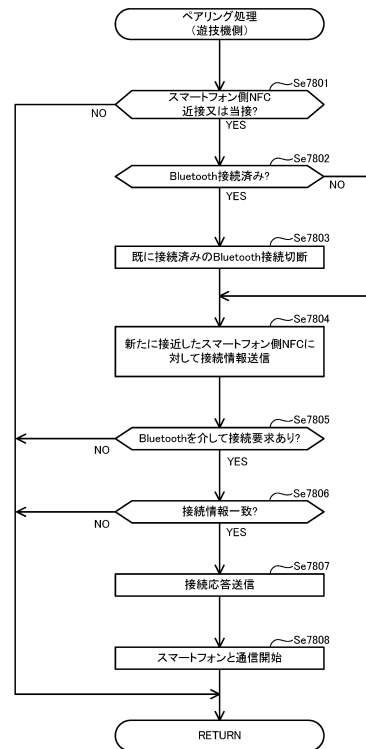 ペアリング処理
(遊技機側)
Se7801
スマートフォン側NFC
近接又は当接?
NO
YES
Se7802
Bluetooth接続済み?
NO
YES
Se7803
既に接続済みのBluetooth接続切断
Se7804
新たに接近したスマートフォン側NFCに
対して接続情報送信
Se7805
Bluetoothを介して接続要求あり?
NO
YES
Se7806
接続情報一致?
NO
YES
Se7807
接続応答送信
Se7808
スマートフォンと通信開始
RETURN